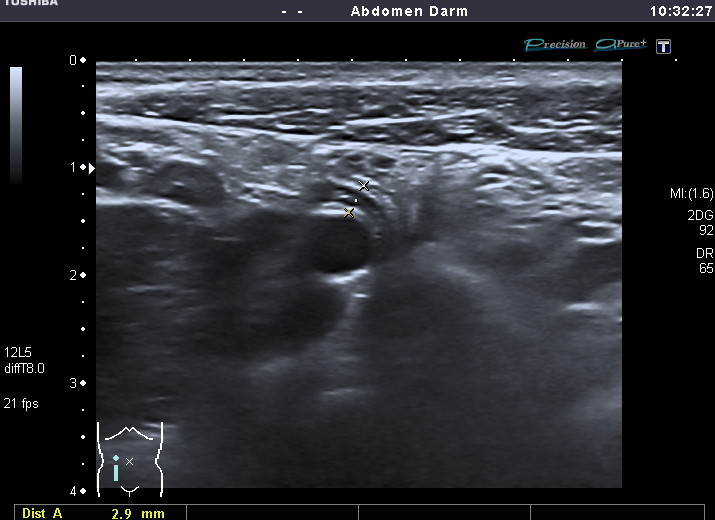 TOSHIBA
- - Abdomen Darm 10:32:27
Precision APure+ T
0
1
2
3
4
MI:(1.6)
2DG
92
DR
65
12L5
diffT8.0
21 fps
Dist A 2.9 mm